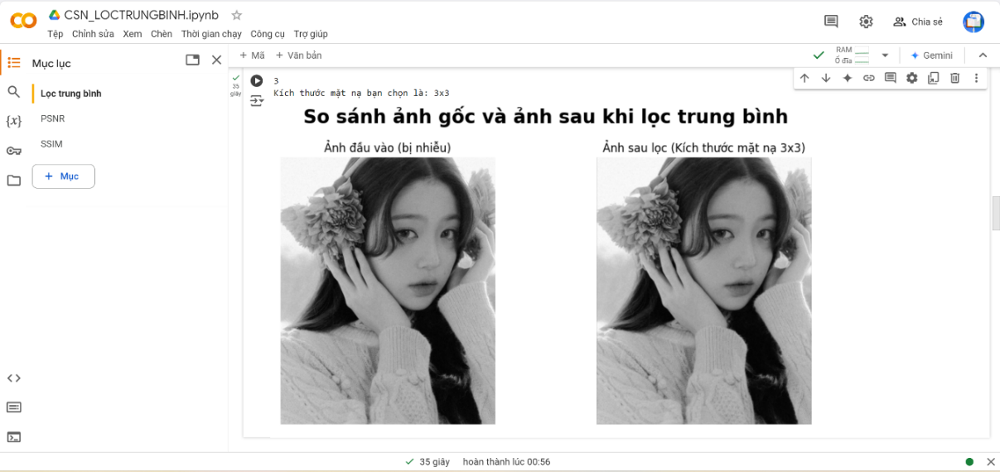 CSN_LOCTRUNGBINH.ipynb
Chia sẻ
Tệp Chỉnh sửa Xem Chèn Thời gian chạy Công cụ Trợ giúp
Mục lục
+ Mã + Văn bản
RAM
Ổ đĩa
Gemini
Lọc trung bình
PSNR
{x}
SSIM
+ Mục
35
giây
3
Kích thước mặt nạ bạn chọn là: 3x3
So sánh ảnh gốc và ảnh sau khi lọc trung bình
Ảnh đầu vào (bị nhiễu)
Ảnh sau lọc (Kích thước mặt nạ 3x3)
35 giây hoàn thành lúc 00:56